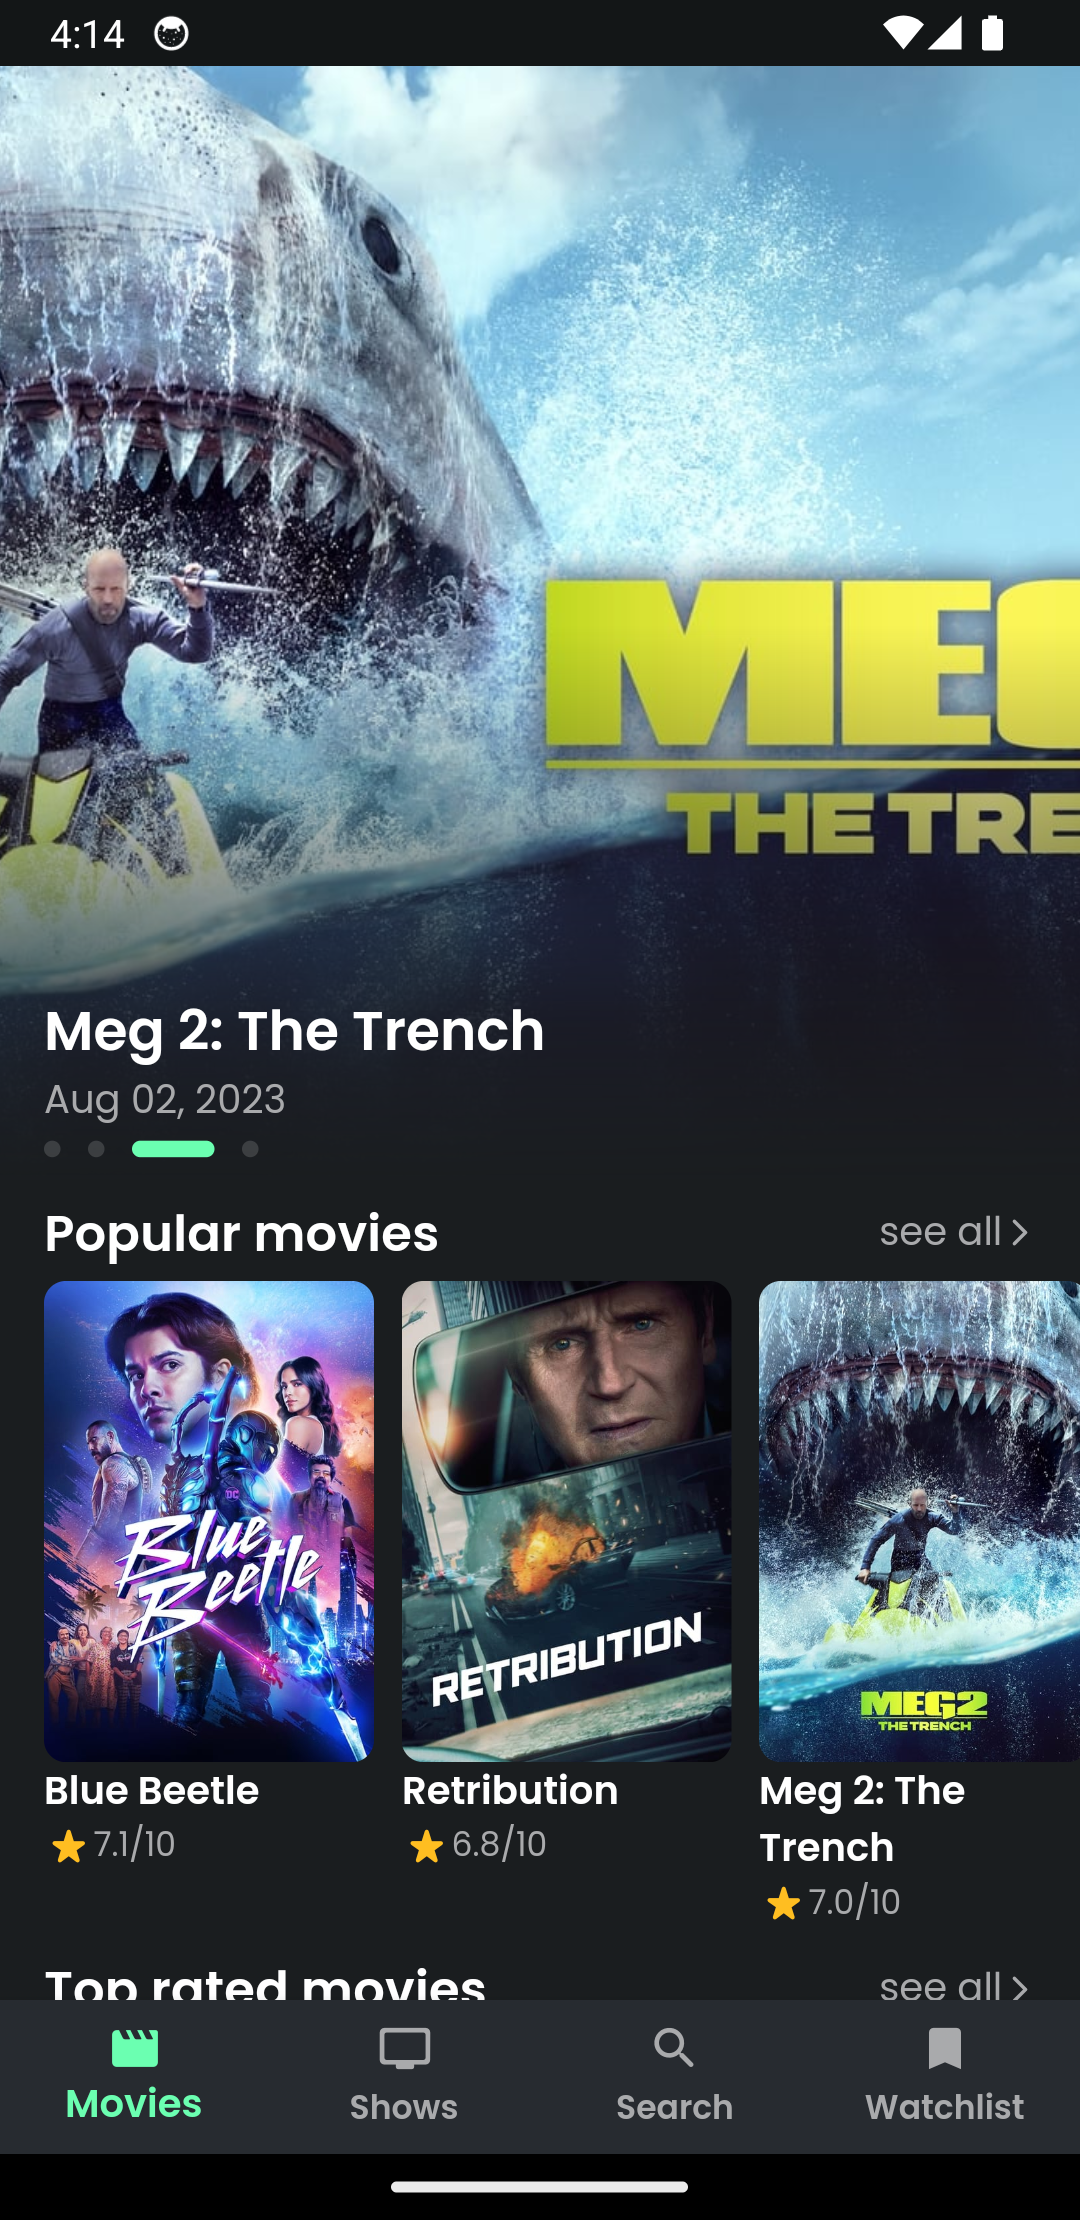 4:14
MEG
THE TRE
Meg 2: The Trench
Aug 02, 2023
Popular movies
see all
DC
Blue
Beetle
RETRIBUTION
MEG2
THE TRENCH
Blue Beetle
Retribution
Meg 2: The
Trench
7.1/10
6.8/10
7.0/10
Top rated movies
see all
Movies
Shows
Search
Watchlist